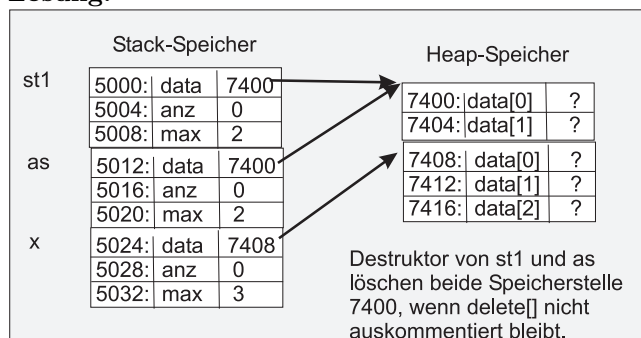 Lösung:
Stack-Speicher
Heap-Speicher
st1
5000: data 7400
5004: anz 0
5008: max 2
as
5012: data 7400
5016: anz 0
5020: max 2
x
5024: data 7408
5028: anz 0
5032: max 3
7400: data[0] ?
7404: data[1] ?
7408: data[0] ?
7412: data[1] ?
7416: data[2] ?
Destruktor von st1 und as
löschen beide Speicherstelle
7400, wenn delete[] nicht
auskommentiert bleibt.